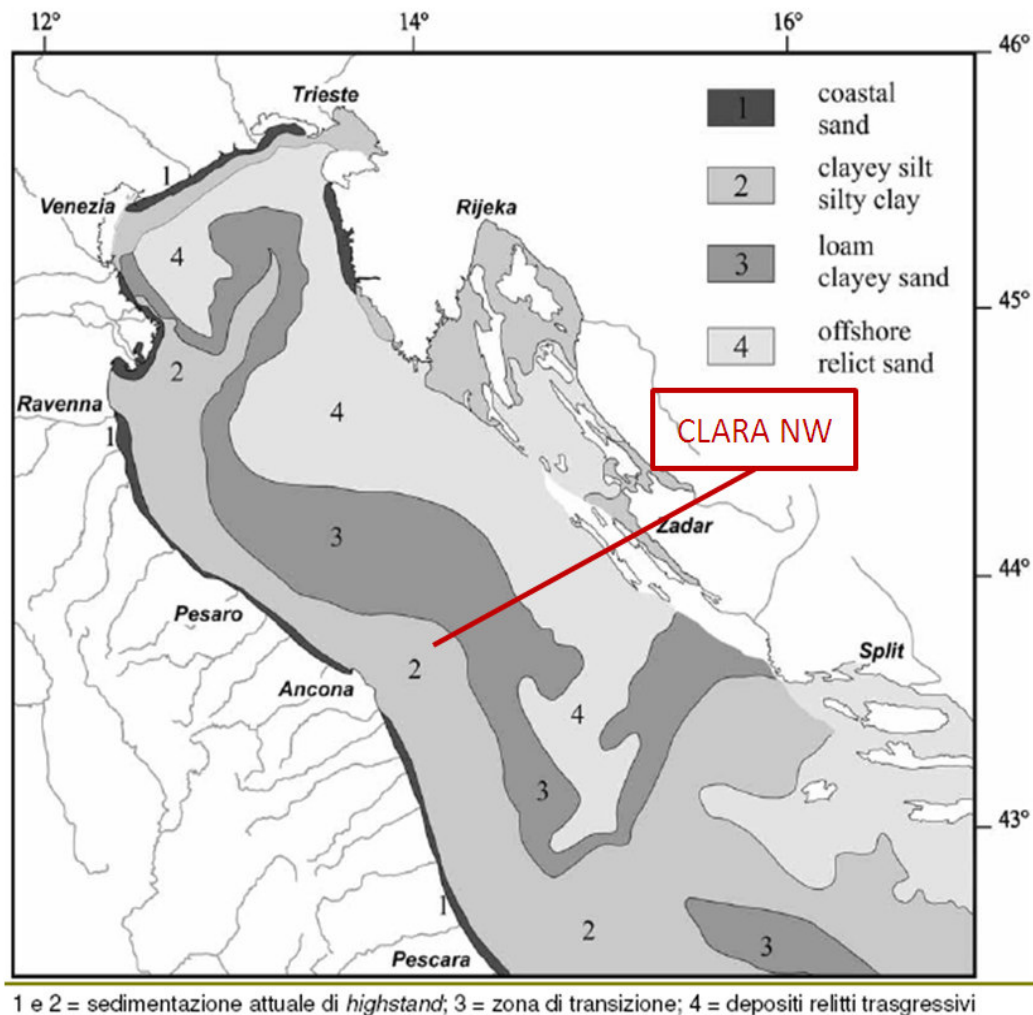 12°
14°
16°
46°
Trieste
1
coastal
sand
1
Venezia
2
clayey silt
silty clay
Rijeka
4
3
loam
clayey sand
45°
2
4
offshore
relict sand
Ravenna
4
1
CLARA NW
3
Zadar
44°
Pesaro
2
Split
Ancona
4
3
43°
1
2
3
Pescara
1 e 2 = sedimentazione attuale di highstand; 3 = zona di transizione; 4 = depositi relitti trasgressivi